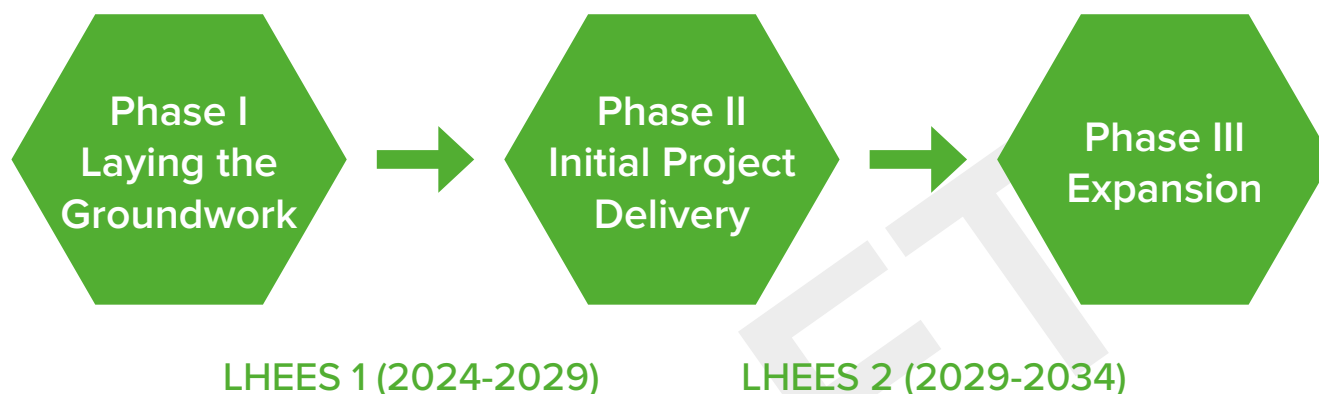 Phase I
Laying the
Groundwork
Phase II
Initial Project
Delivery
Phase III
Expansion
LHEES 1 (2024-2029)
LHEES 2 (2029-2034)